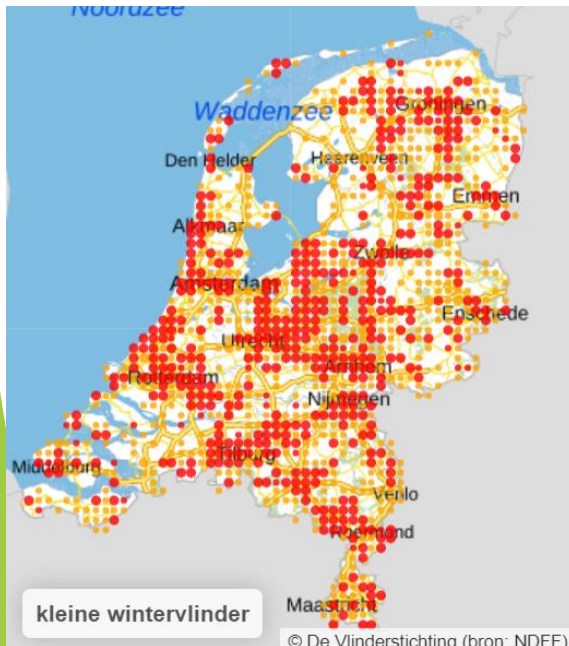 Noordzee
Waddenzee
Groningen
Den Helder
Heerenveen
Emmen
Alkmaar
Zwolle
Amsterdam
Enschede
Utrecht
Arnhem
Rotterdam
Nijmegen
Middelburg
Tilburg
Venlo
Roermond
Maastricht
kleine wintervlinder
© De Vlinderstichting (bron: NDFF)